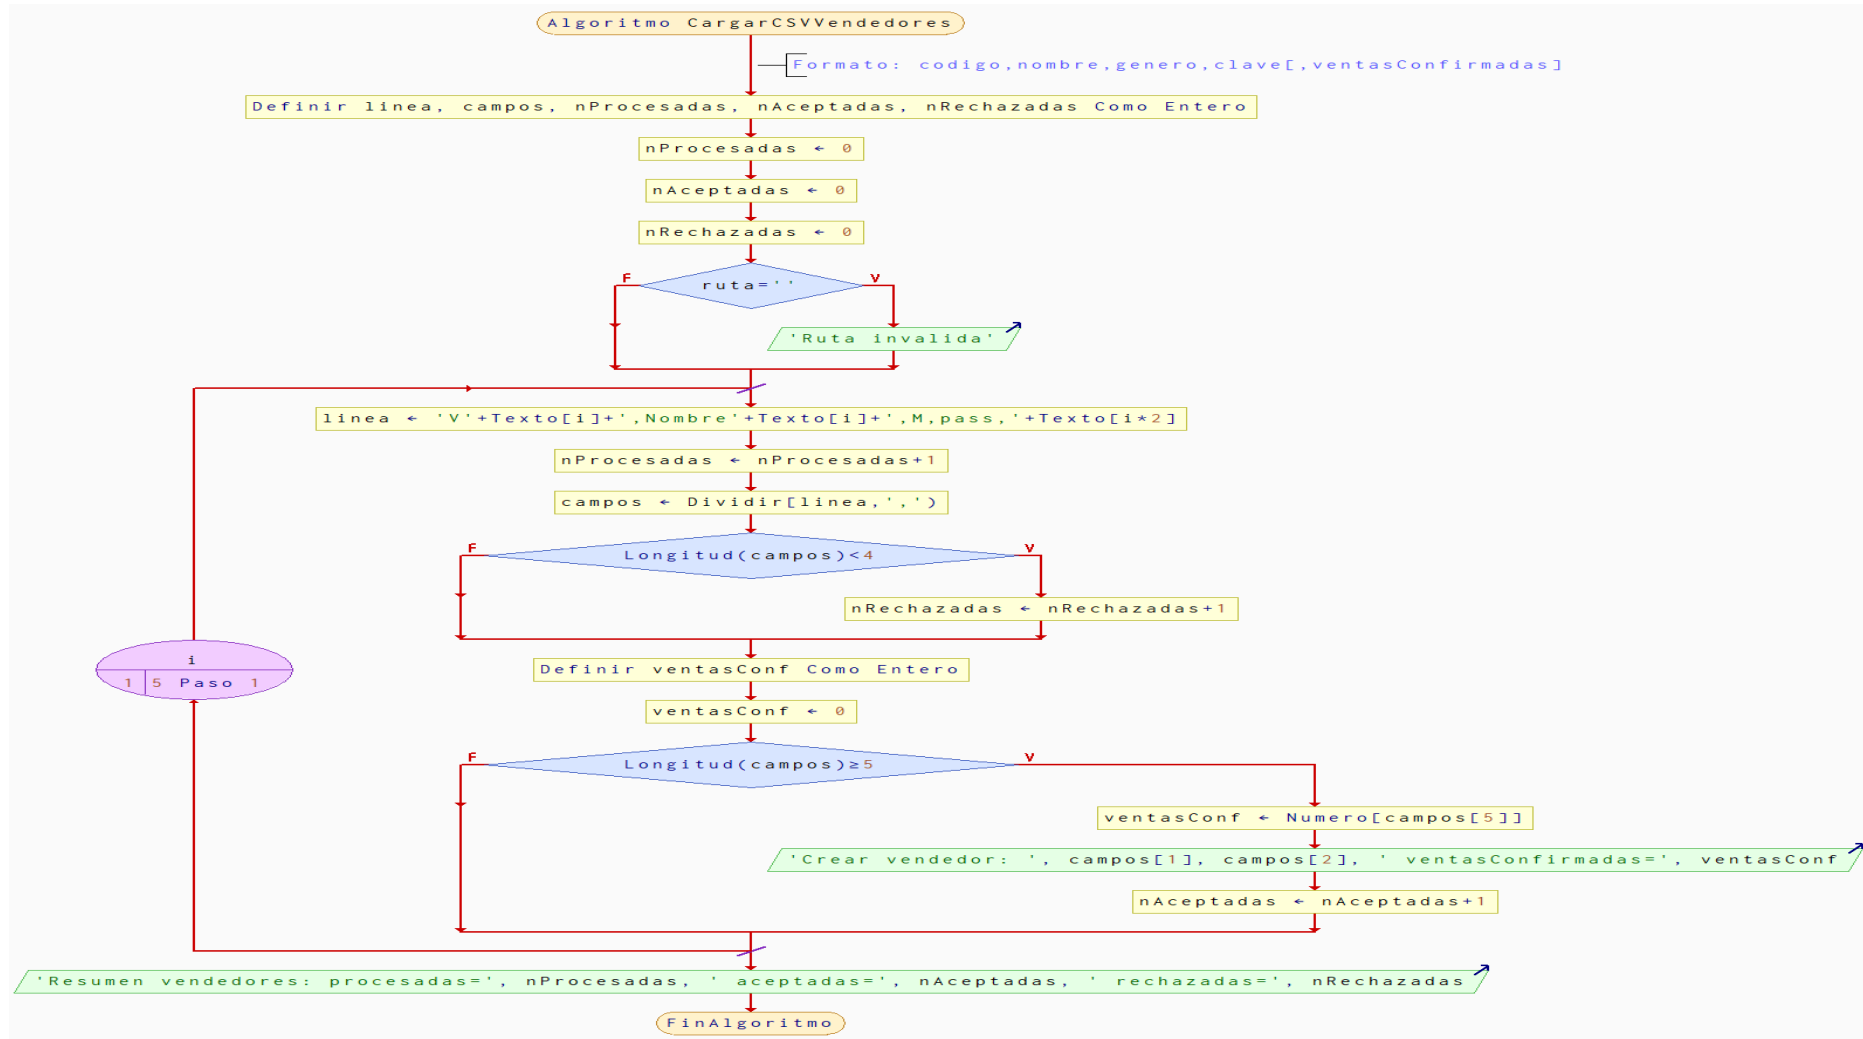 Algoritmo CargarCSVVendedores
Formato: codigo,nombre,genero,clave[,ventasConfirmadas]
Definir linea, campos, nProcesadas, nAceptadas, nRechazadas Como Entero
nProcesadas ← 0
nAceptadas ← 0
nRechazadas ← 0
F
V
ruta=''
'Ruta invalida'
linea ← 'V'+Texto[i]+',Nombre'+Texto[i]+',M,pass,'+Texto[i*2]
nProcesadas ← nProcesadas+1
campos ← Dividir[linea,',')
F
V
Longitud(campos)<4
nRechazadas ← nRechazadas+1
i
1 5 Paso 1
Definir ventasConf Como Entero
ventasConf ← 0
F
V
Longitud(campos)≥5
ventasConf ← Numero[campos[5]]
'Crear vendedor: ', campos[1], campos[2], ' ventasConfirmadas=', ventasConf
nAceptadas ← nAceptadas+1
'Resumen vendedores: procesadas=', nProcesadas, ' aceptadas=', nAceptadas, ' rechazadas=', nRechazadas
FinAlgoritmo